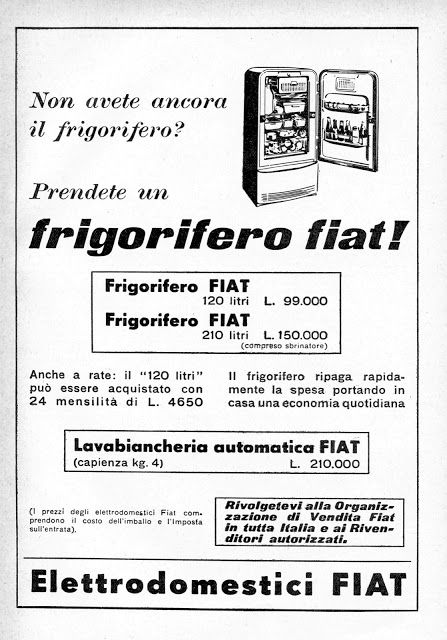 Non avete ancora
il frigorifero?
Prendete un
frigorifero fiat!
Frigorifero FIAT
120 litri L. 99.000
Frigorifero FIAT
210 litri L. 150.000
(compreso sbrinatore)
Anche a rate: il "120 litri"
può essere acquistato con
24 mensilità di L. 4650
Il frigorifero ripaga rapida-
mente la spesa portando in
casa una economia quotidiana
Lavabiancheria automatica FIAT
(capienza kg. 4) L. 210.000
(I prezzi degli elettrodomestici Fiat com-
prendono il costo dell'imballo e l'Imposta
sull'entrata).
Rivolgetevi alla Organiz-
zazione di Vendita Fiat
in tutta Italia e ai Riven-
ditori autorizzati.
Elettrodomestici FIAT